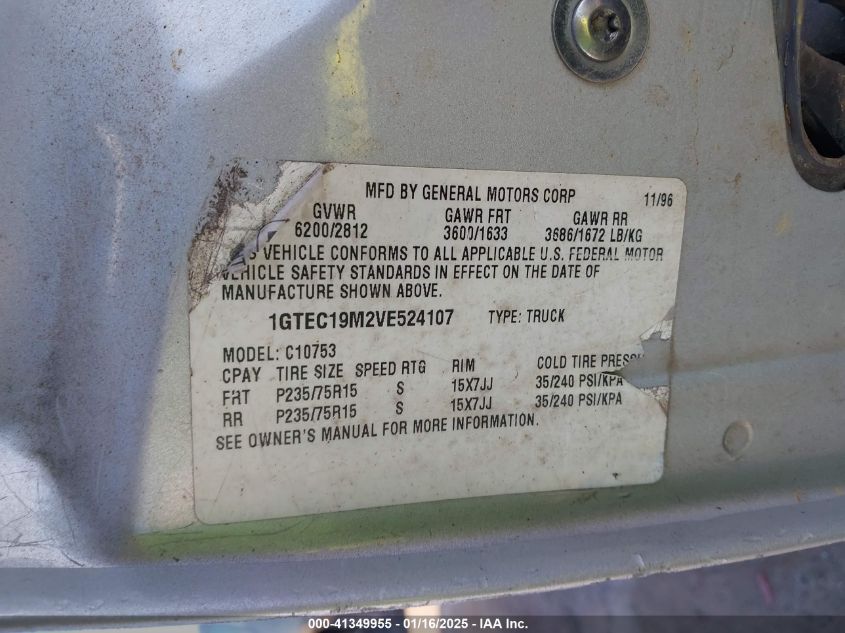 MFD BY GENERAL MOTORS CORP 11/96
GVWR GAWR FRT GAWR RR
6200/2812 3600/1633 3686/1672 LB/KG
VEHICLE CONFORMS TO ALL APPLICABLE U.S. FEDERAL MOTOR
VEHICLE SAFETY STANDARDS IN EFFECT ON THE DATE OF
MANUFACTURE SHOWN ABOVE.
1GTEC19M2VE524107 TYPE: TRUCK
MODEL: C10753
CPAY TIRE SIZE SPEED RTG RIM COLD TIRE
FRT P235/75R15 S 15X7JJ 35/240 PSI/KPA
RR P235/75R15 S 15X7JJ 35/240 PSI/KPA
SEE OWNER'S MANUAL FOR MORE INFORMATION.
000-41349955 - 01/16/2025 - www.iaai.com